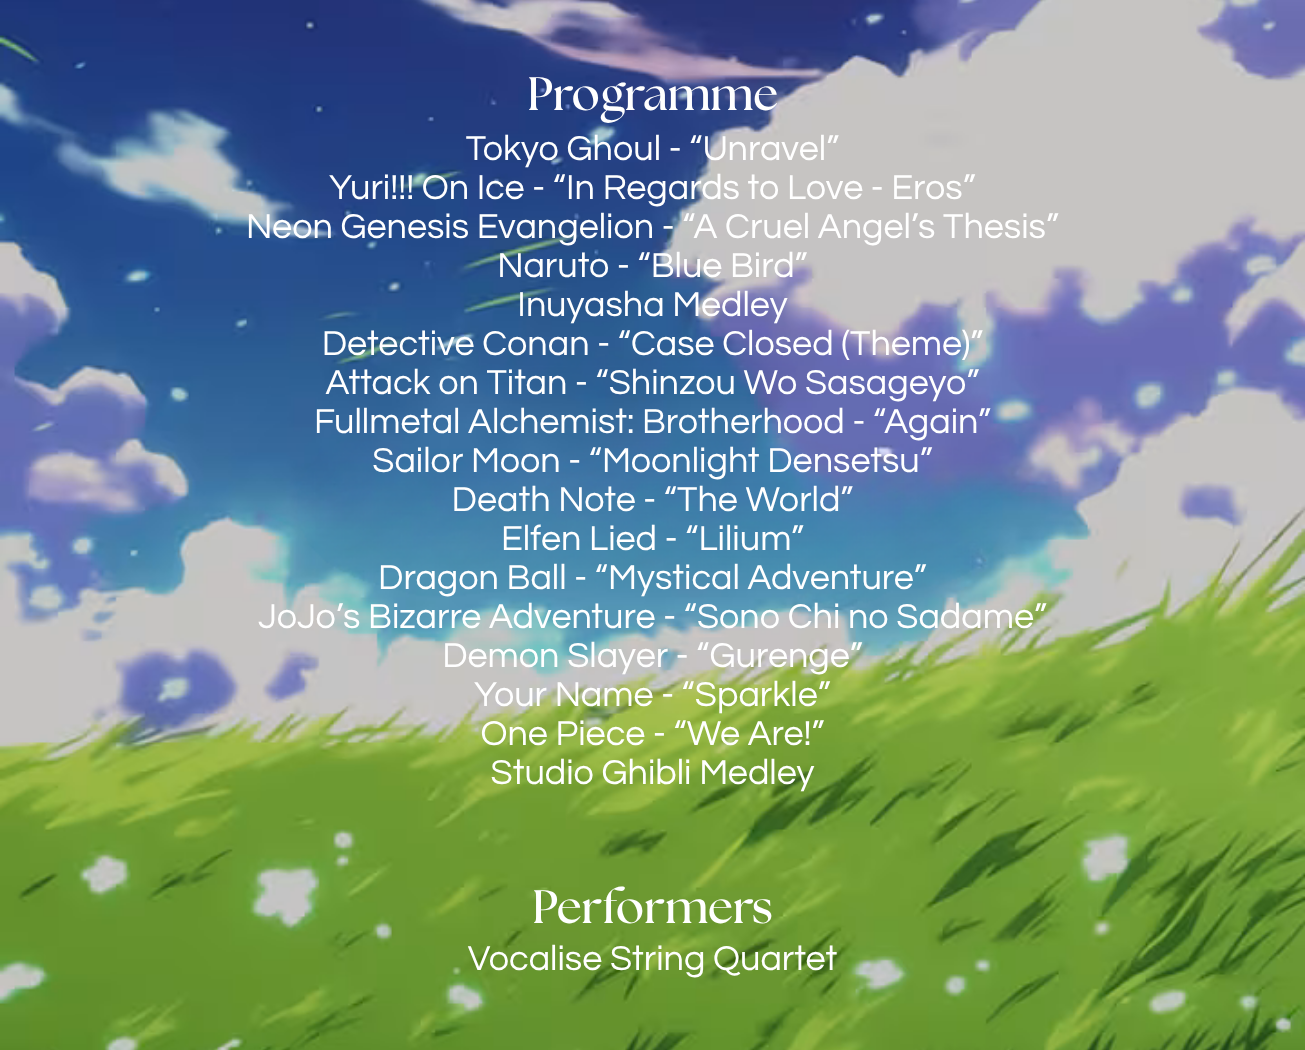 Programme
Tokyo Ghoul - “Unravel”
Yuri!!! On Ice - “In Regards to Love - Eros”
Neon Genesis Evangelion - “A Cruel Angel’s Thesis”
Naruto - “Blue Bird”
Inuyasha Medley
Detective Conan - “Case Closed (Theme)”
Attack on Titan - “Shinzou Wo Sasageyo”
Fullmetal Alchemist: Brotherhood - “Again”
Sailor Moon - “Moonlight Densetsu”
Death Note - “The World”
Elfen Lied - “Lilium”
Dragon Ball - “Mystical Adventure”
JoJo’s Bizarre Adventure - “Sono Chi no Sadame”
Demon Slayer - “Gurenge”
Your Name - “Sparkle”
One Piece - “We Are!”
Studio Ghibli Medley
Performers
Vocalise String Quartet